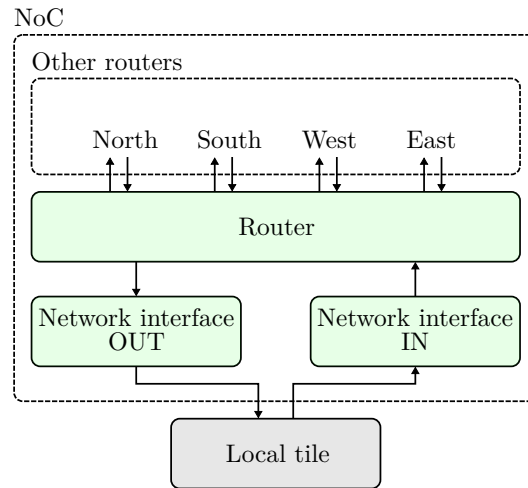 NoC
Other routers
North South West East
Router
Network interface Network interface
OUT IN
Local tile